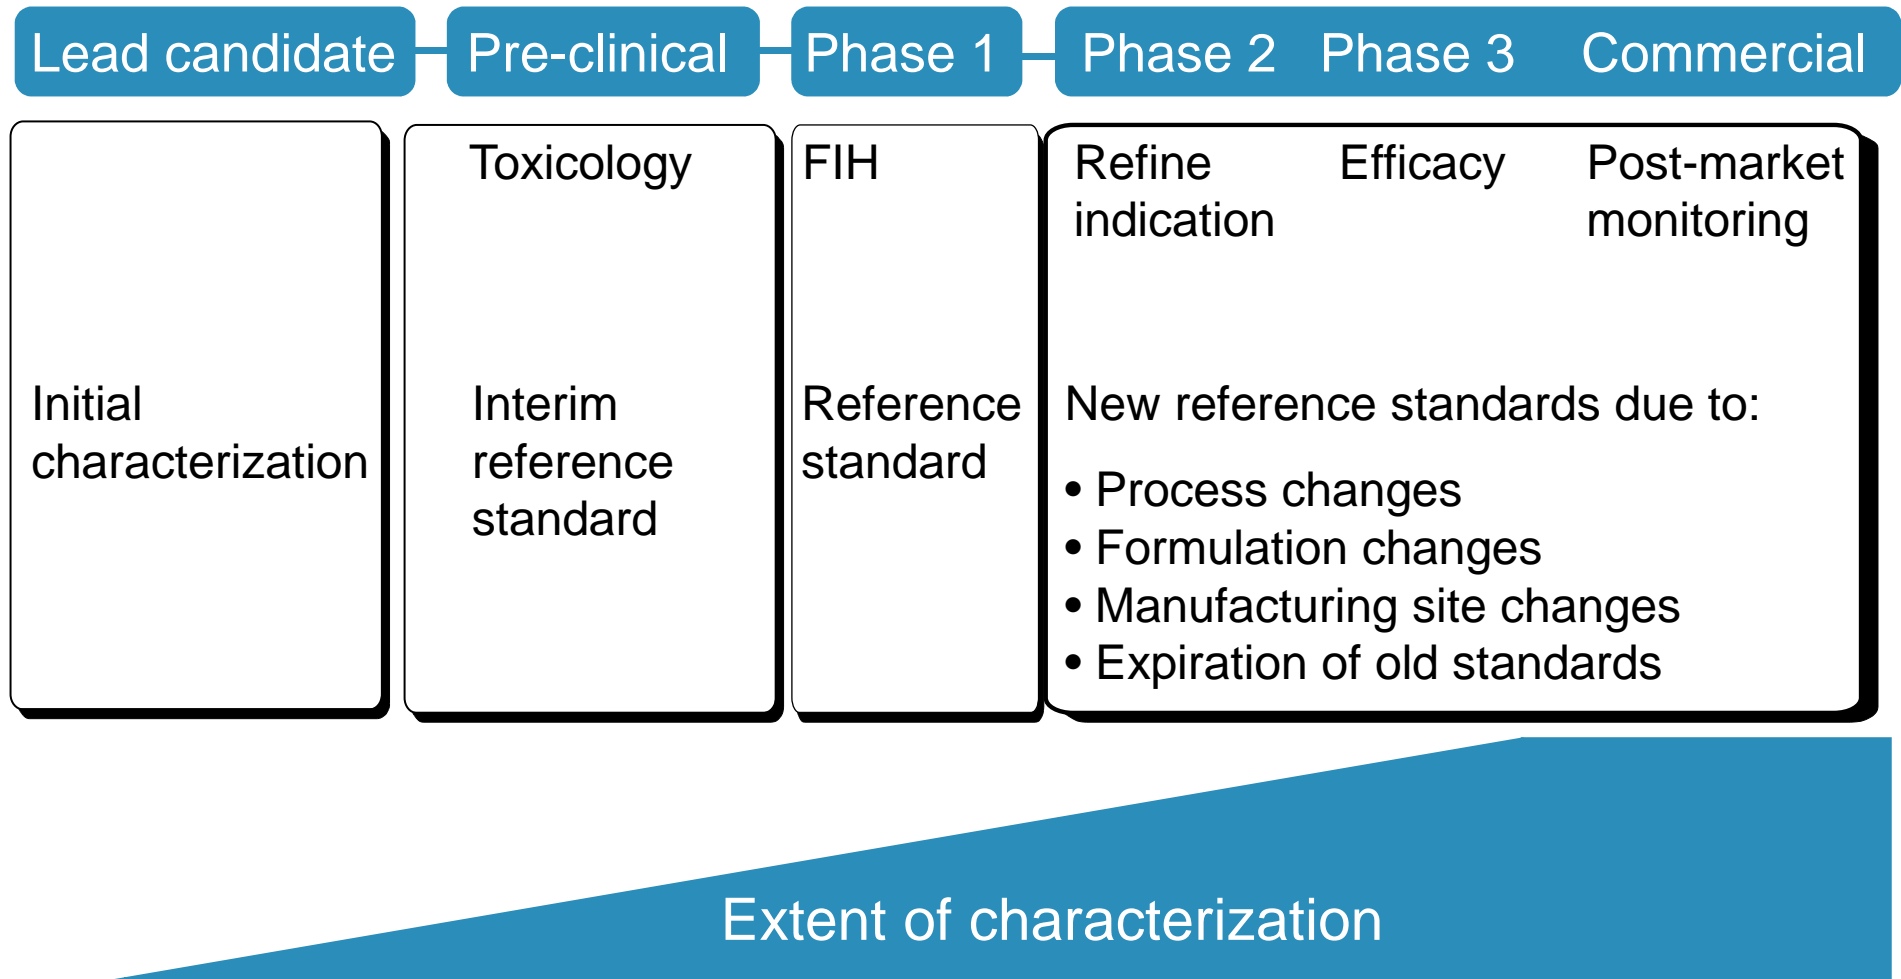 Lead candidate
Pre-clinical
Phase 1
Phase 2
Phase 3
Commercial
Toxicology
FIH
Refine
indication
Efficacy
Post-market
monitoring
Initial
characterization
Interim
reference
standard
Reference
standard
New reference standards due to:
• Process changes
• Formulation changes
• Manufacturing site changes
• Expiration of old standards
Extent of characterization